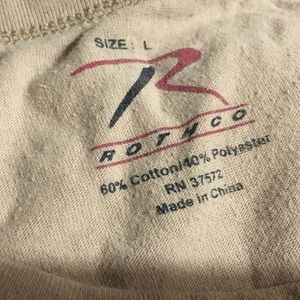 SIZE: L
R
ROTHCO
60% Cotton/40% Polyester
RN 37572
Made in China